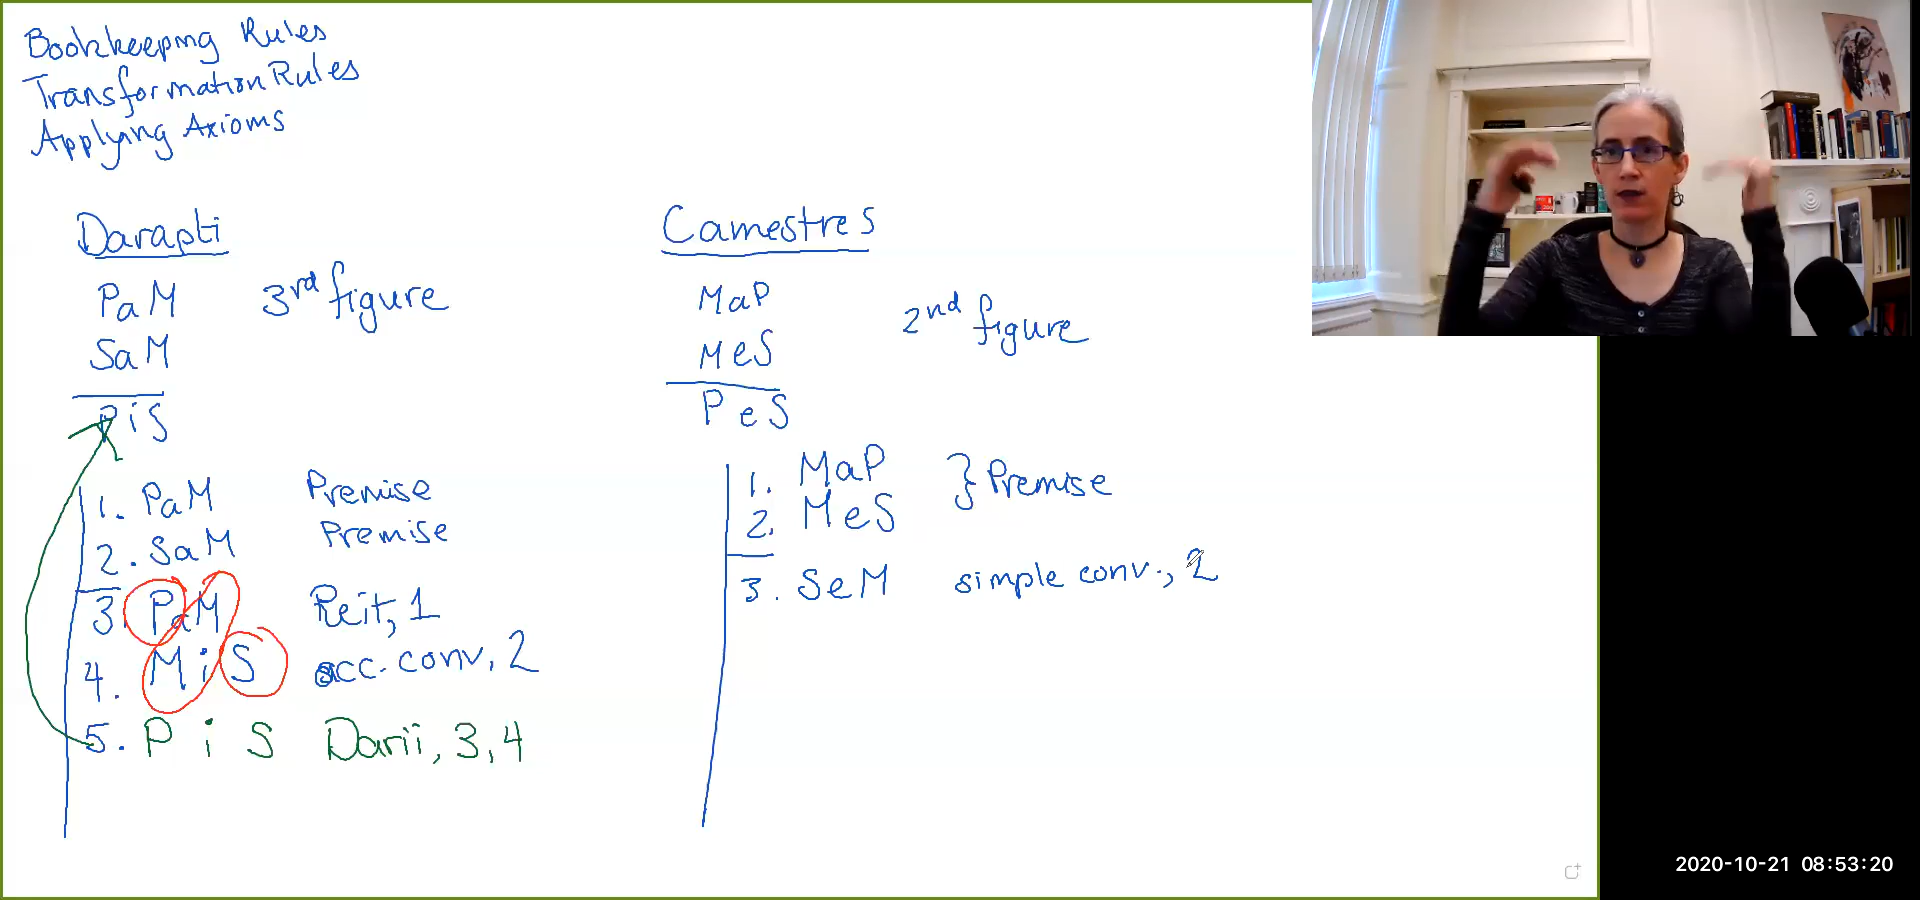 Bookkeeping Rules
Transformation Rules
Applying Axioms
Darapti
PaM 3rd figure
SaM
PiS
1. PaM Premise
2. SaM Premise
3. PaM Reit, 1
4. MiS acc. conv, 2
5. P i S Darii, 3, 4
Camestres
MaP 2nd figure
MeS
PeS
1. MaP } Premise
2. MeS
3. SeM simple conv., 2
2020-10-21 08:53:20